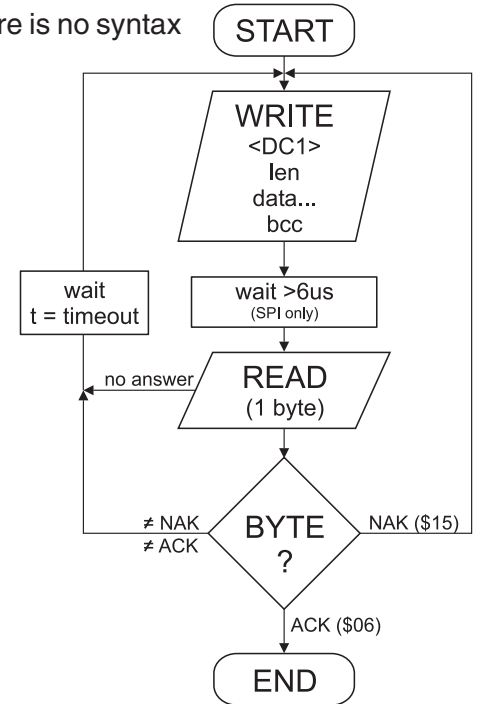 re is no syntax
START
WRITE
<DC1>
len
data...
bcc
wait >6us
(SPI only)
wait
t = timeout
no answer
READ
(1 byte)
≠ NAK
≠ ACK
BYTE
?
NAK ($15)
ACK ($06)
END